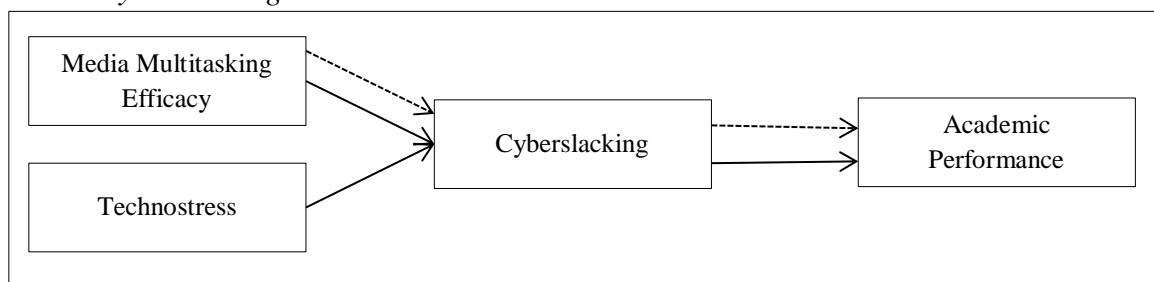 Media Multitasking
Efficacy
Cyberslacking
Academic
Performance
Technostress